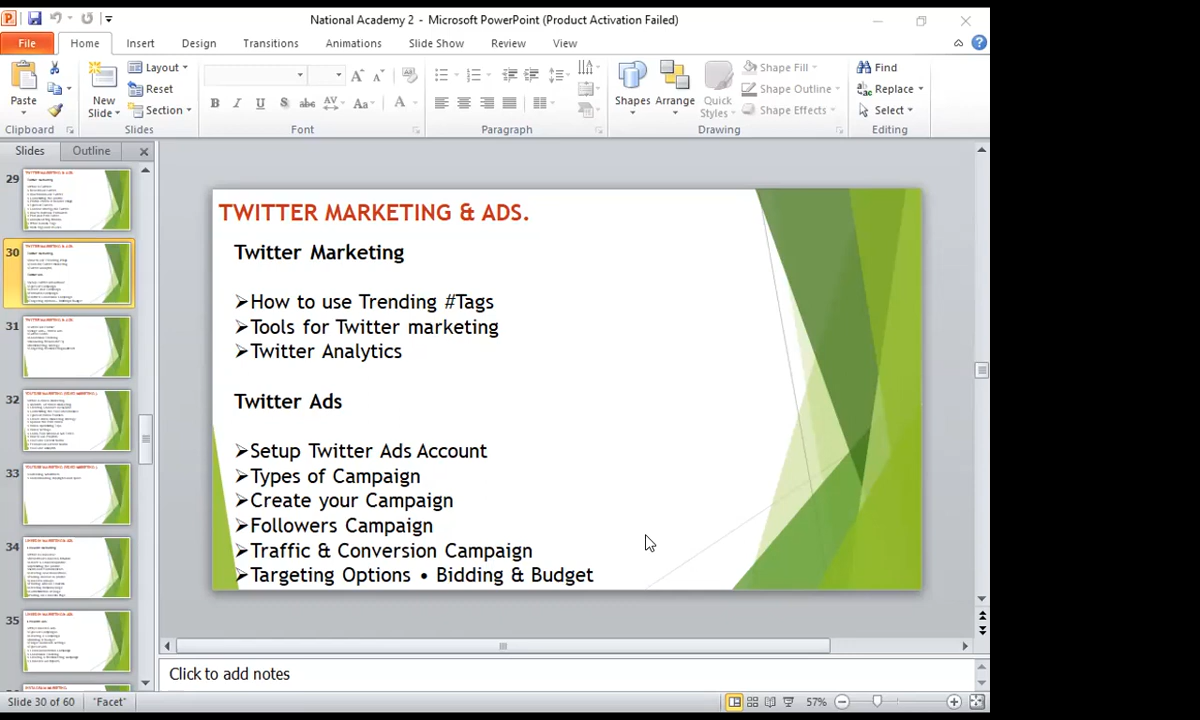 National Academy 2 - Microsoft PowerPoint (Product Activation Failed)
File Home Insert Design Transitions Animations Slide Show Review View
Paste
New Slide
Layout
Reset
Section
Shapes
Arrange
Quick Styles
Shape Fill
Shape Outline
Shape Effects
Find
Replace
Select
Clipboard Slides Font Paragraph Drawing Editing
Slides Outline
29
30
31
32
33
34
35
TWITTER MARKETING & ADS.
Twitter Marketing
➢How to use Trending #Tags
➢Tools for Twitter marketing
➢Twitter Analytics
Twitter Ads
➢Setup Twitter Ads Account
➢Types of Campaign
➢Create your Campaign
➢Followers Campaign
➢Traffic & Conversion Campaign
➢Targeting Options • Bidding & Budget
Click to add notes
Slide 30 of 60 "Facet" 57%